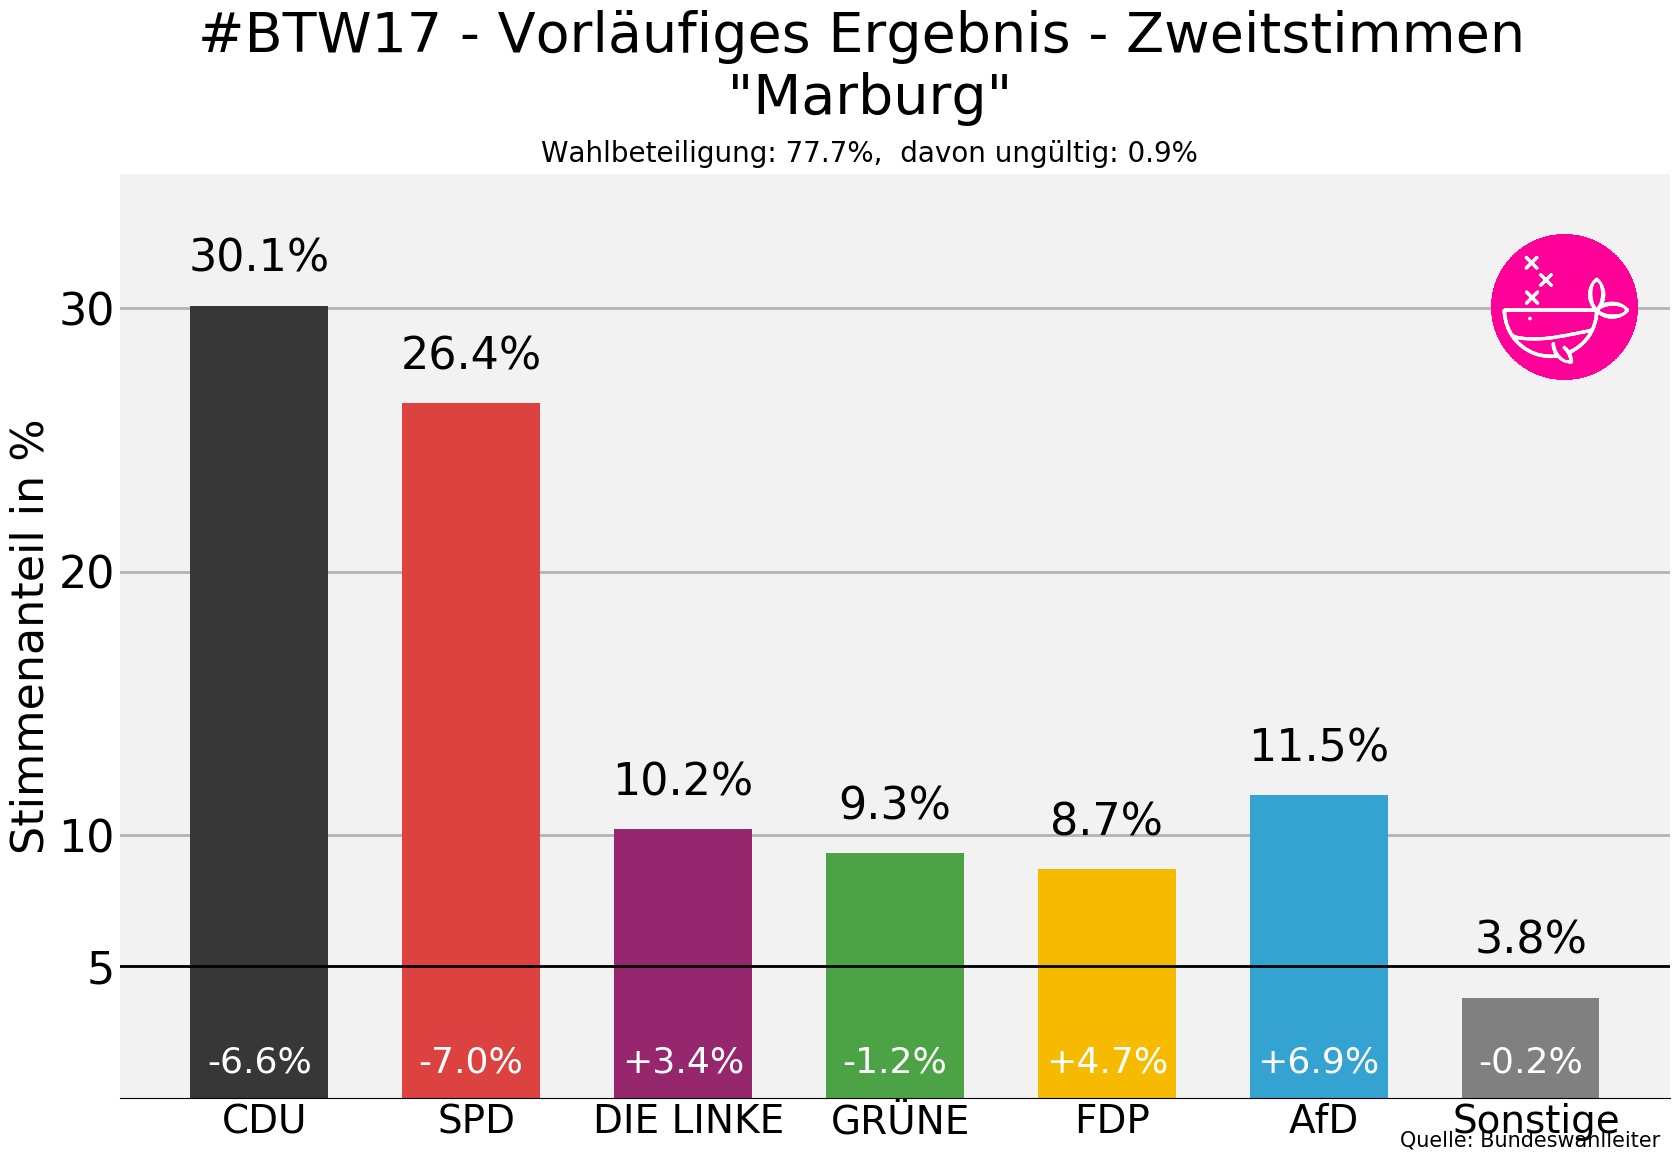 #BTW17 - Vorläufiges Ergebnis - Zweitstimmen
"Marburg"
Wahlbeteiligung: 77.7%,  davon ungültig: 0.9%
Stimmenanteil in %
30
20
10
5
30.1%
26.4%
10.2%
9.3%
8.7%
11.5%
3.8%
-6.6%
-7.0%
+3.4%
-1.2%
+4.7%
+6.9%
-0.2%
CDU
SPD
DIE LINKE
GRÜNE
FDP
AfD
Sonstige
Quelle: Bundeswahlleiter